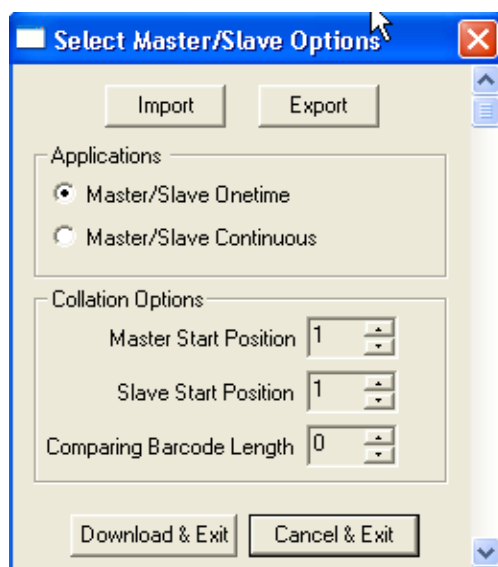 Select Master/Slave Options
Import Export
Applications
Master/Slave Onetime
Master/Slave Continuous
Collation Options
Master Start Position 1
Slave Start Position 1
Comparing Barcode Length 0
Download & Exit Cancel & Exit